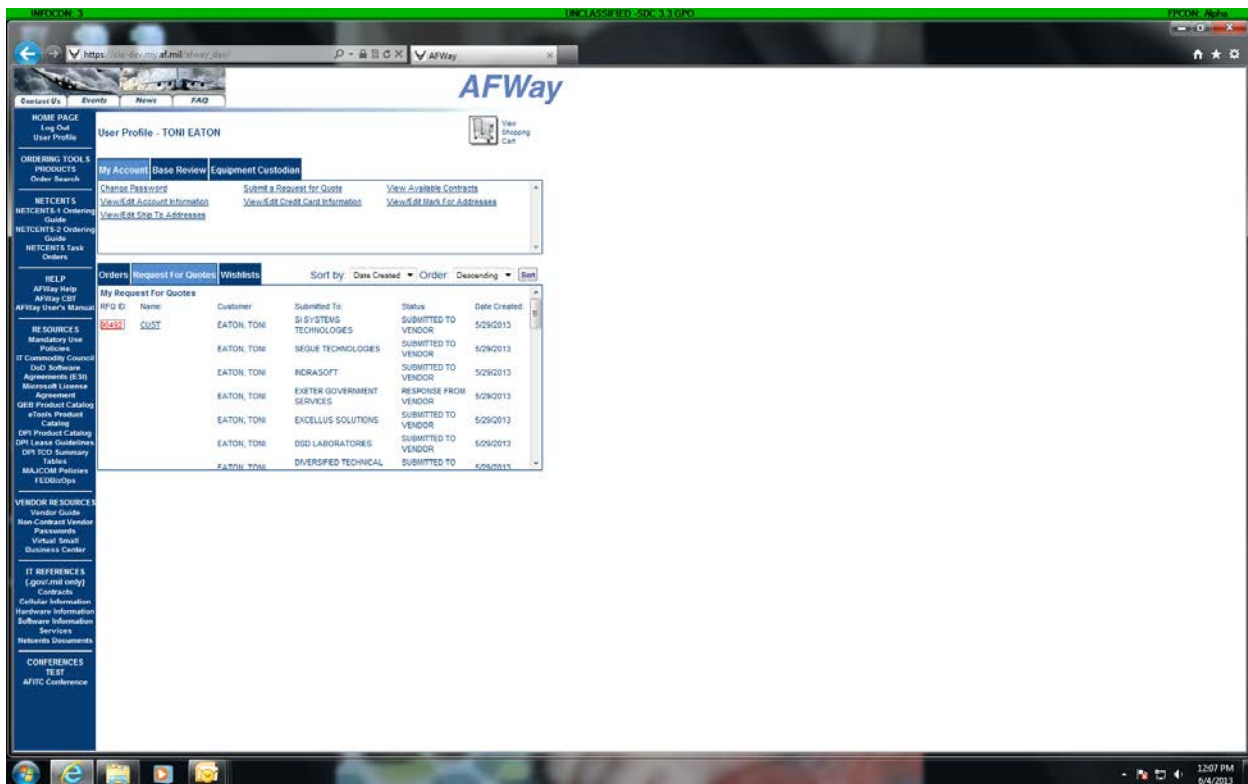 INFOCON: 3
UNCLASSIFIED -SDC 3.3 GPO
FPCON: Alpha
https://cie-dev.my.af.mil/afway_dev/
AFWay
Contact Us
Events
News
FAQ
AFWay
HOME PAGE
Log Out
User Profile
ORDERING TOOLS
PRODUCTS
Order Search
NETCENTS
NETCENTS-1 Ordering
Guide
NETCENTS-2 Ordering
Guide
NETCENTS Task
Orders
HELP
AFWay Help
AFWay CBT
AFWay User's Manual
RESOURCES
Mandatory Use
Policies
IT Commodity Council
DoD Software
Agreements (ESI)
Microsoft License
Agreement
QEB Product Catalog
eTools Product
Catalog
DPI Product Catalog
DPI Lease Guidelines
DPI TCO Summary
Tables
MAJCOM Policies
FEDBizOps
VENDOR RESOURCES
Vendor Guide
Non-Contract Vendor
Passwords
Virtual Small
Business Center
IT REFERENCES
(.gov/.mil only)
Contracts
Cellular Information
Hardware Information
Software Information
Services
Netcents Documents
CONFERENCES
TEST
AFITC Conference
User Profile - TONI EATON
View
Shopping
Cart
My Account Base Review Equipment Custodian
Change Password Submit a Request for Quote View Available Contracts
View/Edit Account Information View/Edit Credit Card Information View/Edit Mark For Addresses
View/Edit Ship To Addresses
Orders Request For Quotes Wishlists Sort by: Date Created Order: Descending Sort
My Request For Quotes
RFQ ID: Name: Customer: Submitted To: Status: Date Created:
CUST EATON, TONI SI SYSTEMS TECHNOLOGIES SUBMITTED TO VENDOR 5/29/2013
EATON, TONI SEGUE TECHNOLOGIES SUBMITTED TO VENDOR 5/29/2013
EATON, TONI INDRASOFT SUBMITTED TO VENDOR 5/29/2013
EATON, TONI EXETER GOVERNMENT SERVICES RESPONSE FROM VENDOR 5/29/2013
EATON, TONI EXCELLUS SOLUTIONS SUBMITTED TO VENDOR 5/29/2013
EATON, TONI DSD LABORATORIES SUBMITTED TO VENDOR 5/29/2013
EATON, TONI DIVERSIFIED TECHNICAL SUBMITTED TO 5/29/2013
12:07 PM
6/4/2013